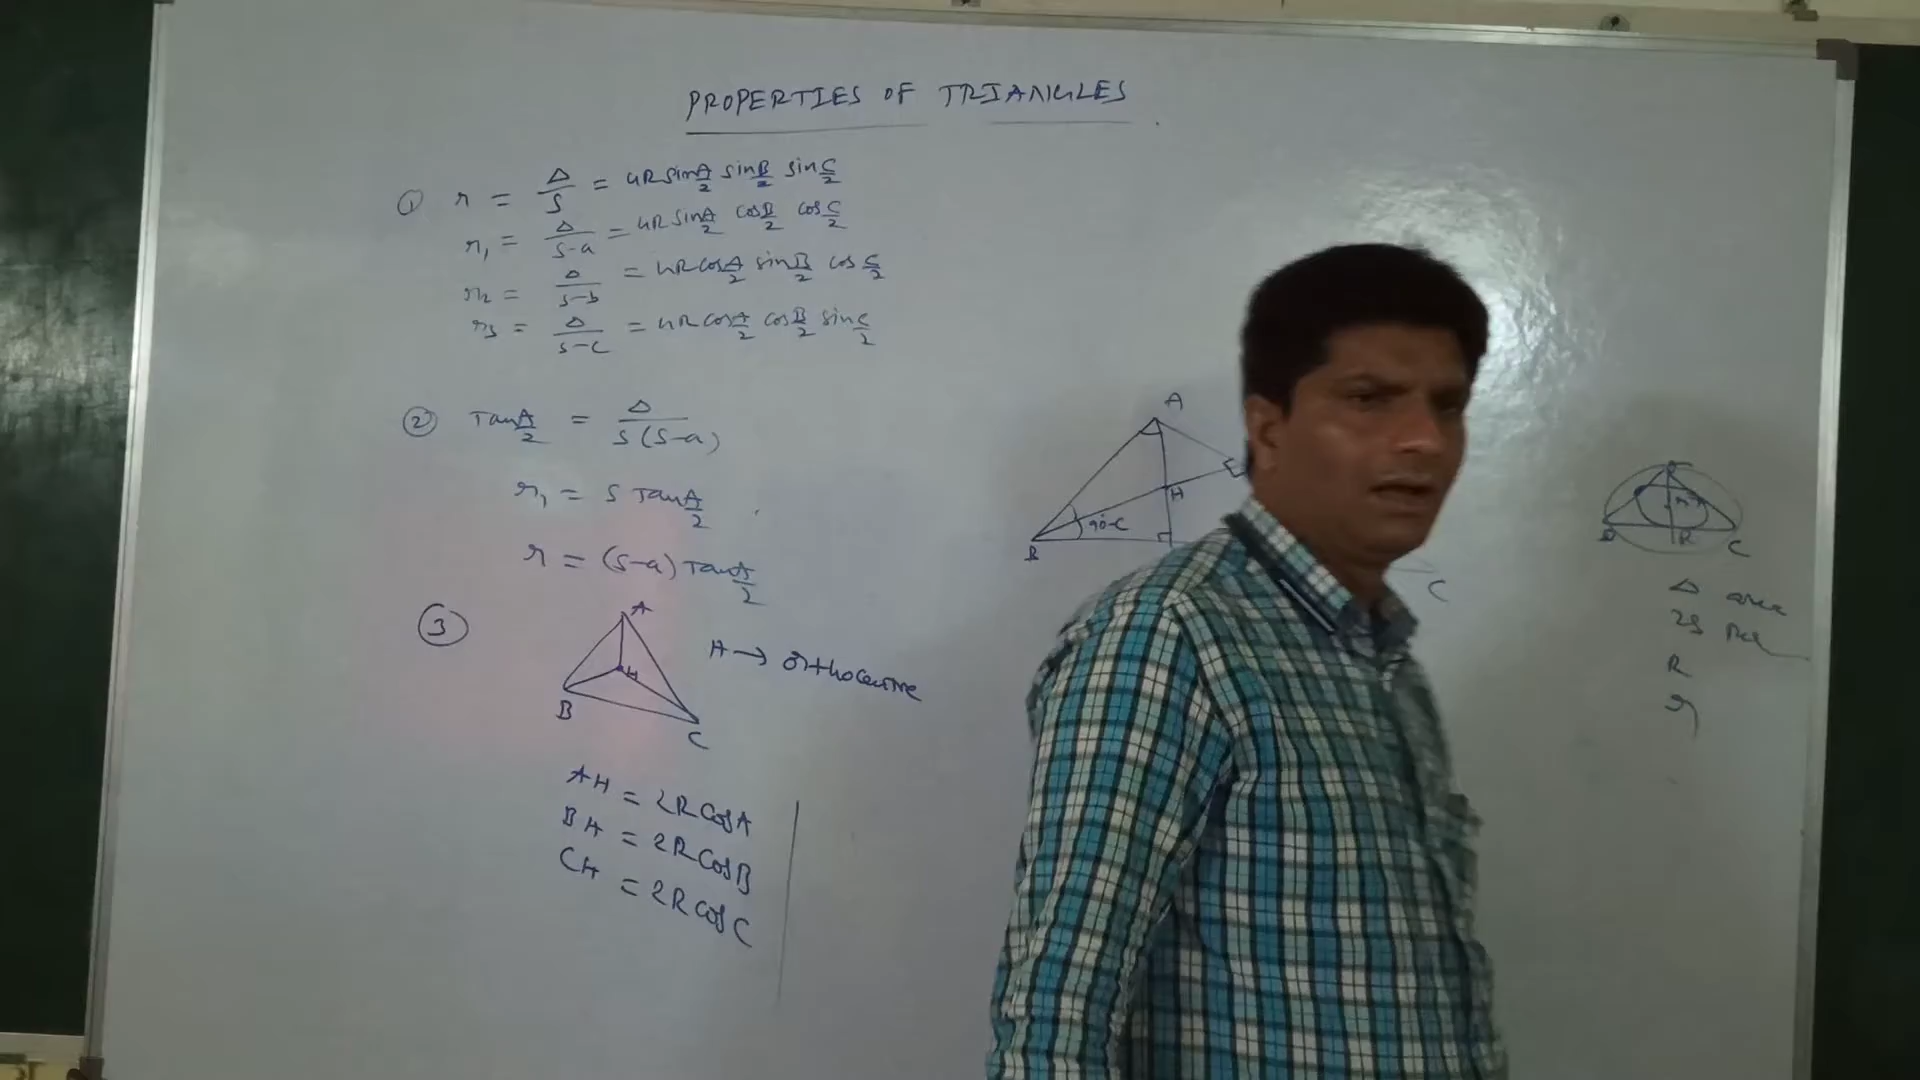 PROPERTIES OF TRIANGLES
① r = Δ/S = 4R sin A/2 sin B/2 sin C/2
r₁ = Δ/S-a = 4R sin A/2 cos B/2 cos C/2
r₂ = Δ/S-b = 4R cos A/2 sin B/2 cos C/2
r₃ = Δ/S-c = 4R cos A/2 cos B/2 sin C/2
② Tan A/2 = Δ/S(S-a)
r₁ = S Tan A/2
r = (S-a) Tan A/2
③ A
H
B
C
H → orthocentre
AH = 2R Cos A
BH = 2R Cos B
CH = 2R Cos C
A
H
90-C
B
C
R
C
Δ area
2S
R
r